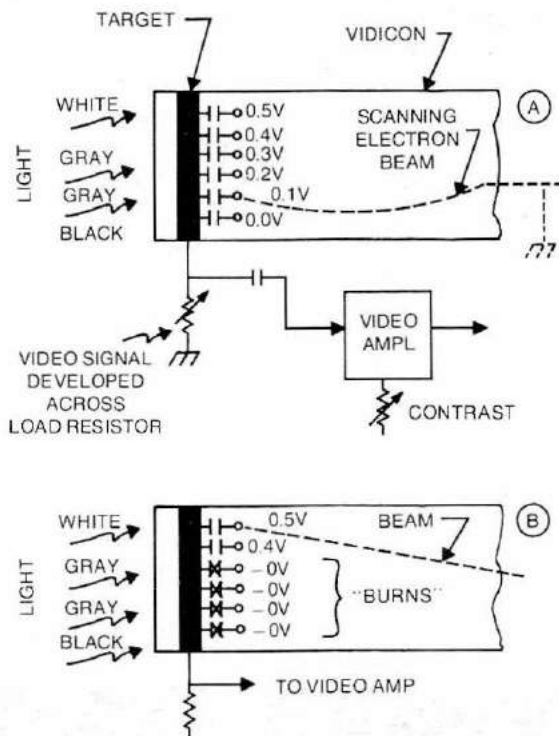 TARGET
VIDICON
A
WHITE
GRAY
GRAY
BLACK
LIGHT
0.5V
0.4V
0.3V
0.2V
0.1V
0.0V
SCANNING
ELECTRON
BEAM
VIDEO SIGNAL
DEVELOPED
ACROSS
LOAD RESISTOR
VIDEO
AMPL
CONTRAST
B
WHITE
GRAY
GRAY
BLACK
LIGHT
0.5V
0.4V
-0V
-0V
-0V
-0V
"BURNS"
BEAM
TO VIDEO AMP